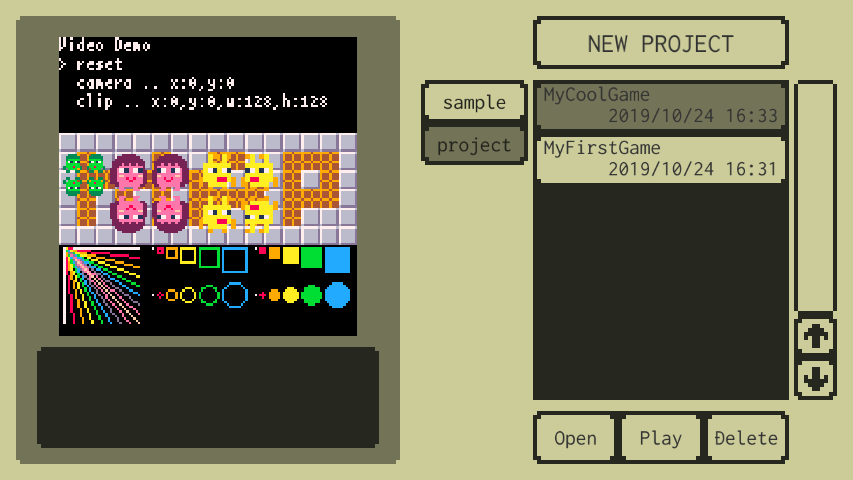 Video Demo
> reset
camera .. x:0,y:0
clip .. x:0,y:0,w:128,h:128
NEW PROJECT
sample
project
MyCoolGame
2019/10/24 16:33
MyFirstGame
2019/10/24 16:31
Open
Play
Delete